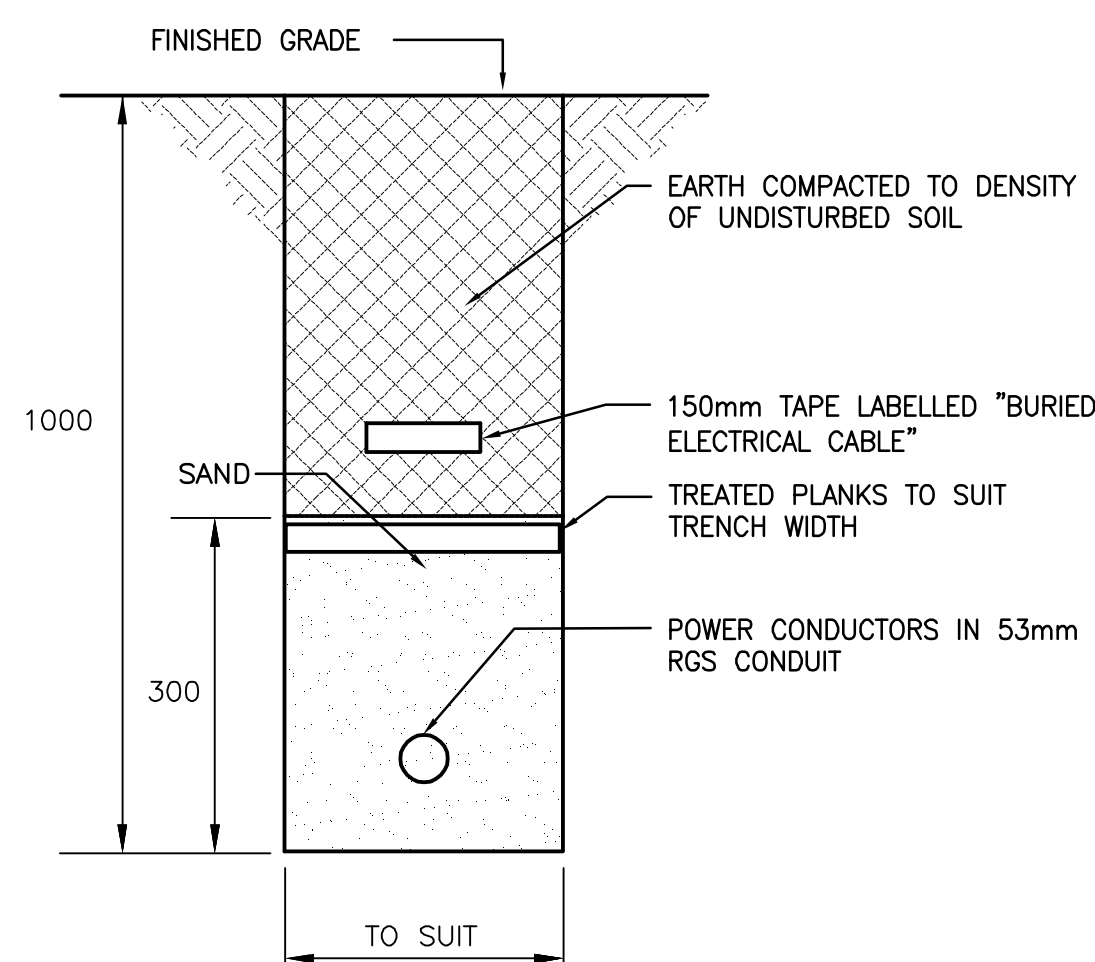 FINISHED GRADE
EARTH COMPACTED TO DENSITY
OF UNDISTURBED SOIL
1000
150mm TAPE LABELLED "BURIED
ELECTRICAL CABLE"
SAND
TREATED PLANKS TO SUIT
TRENCH WIDTH
POWER CONDUCTORS IN 53mm
RGS CONDUIT
300
TO SUIT